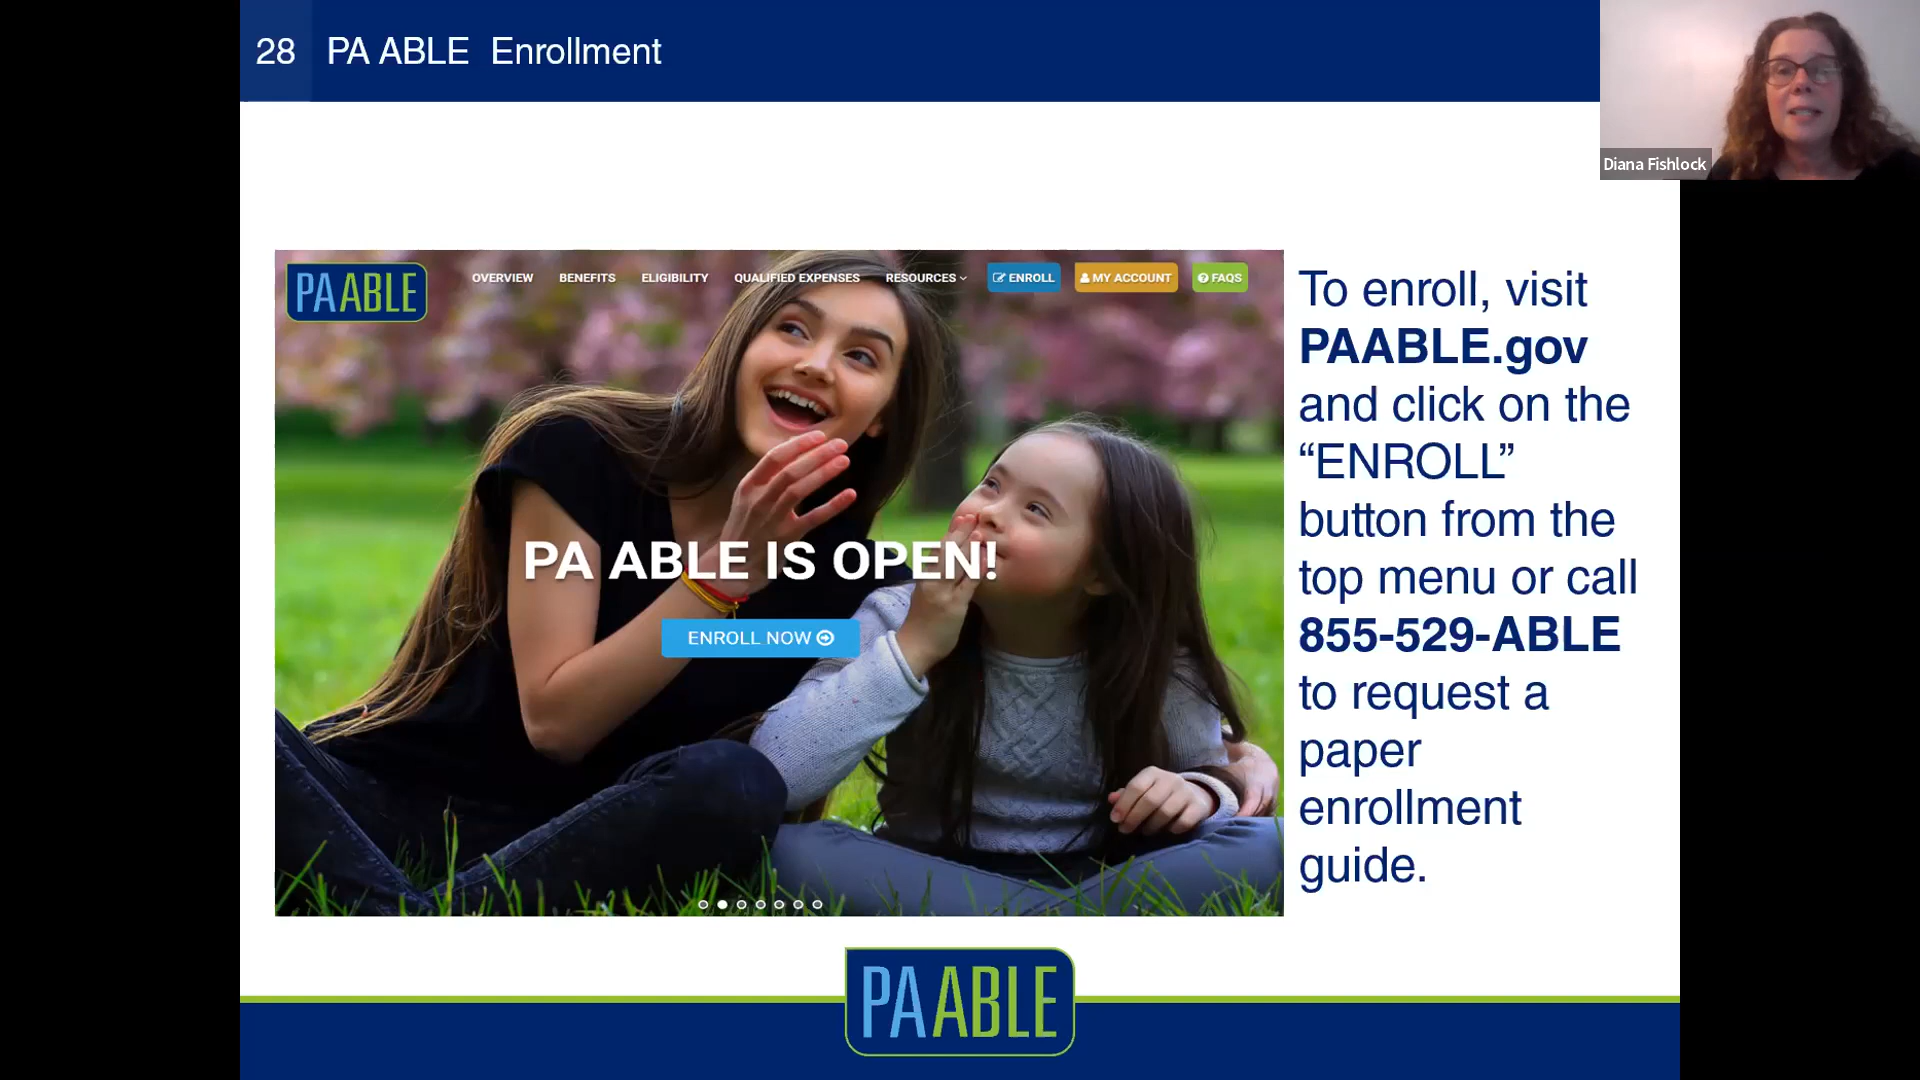 28 PA ABLE Enrollment
Diana Fishlock
PA ABLE
OVERVIEW BENEFITS ELIGIBILITY QUALIFIED EXPENSES RESOURCES ENROLL MY ACCOUNT FAQS
PA ABLE IS OPEN!
ENROLL NOW
To enroll, visit
PAABLE.gov
and click on the
“ENROLL”
button from the
top menu or call
855-529-ABLE
to request a
paper
enrollment
guide.
PA ABLE